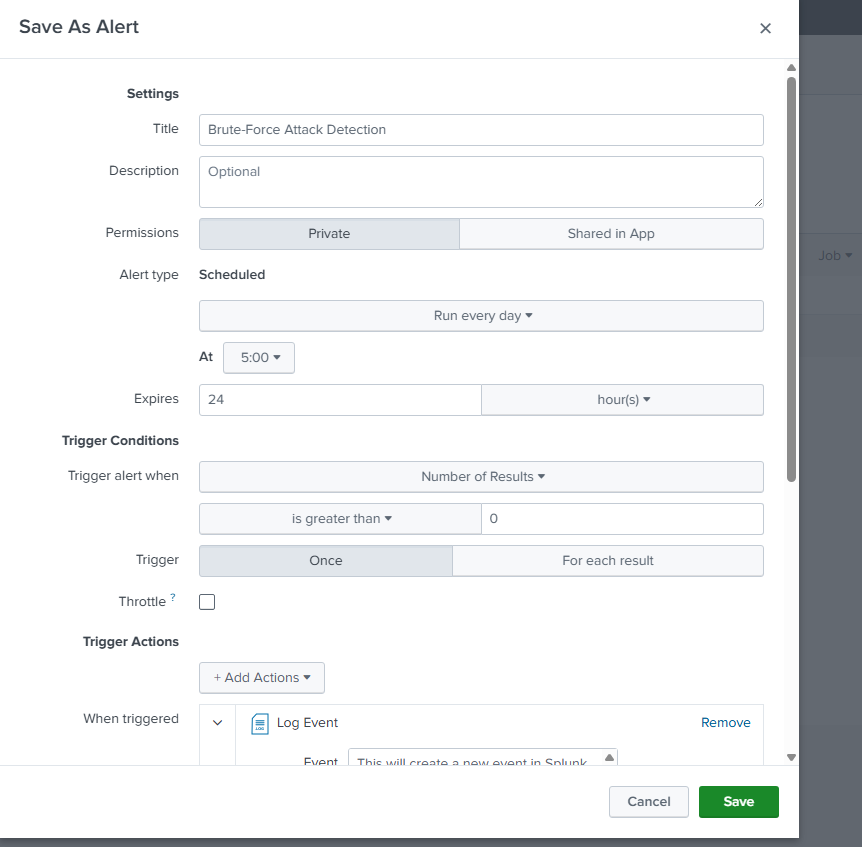 Save As Alert
Settings
Title Brute-Force Attack Detection
Description Optional
Permissions Private Shared in App
Alert type Scheduled
Job
Run every day
At 5:00
Expires 24 hour(s)
Trigger Conditions
Trigger alert when Number of Results
is greater than 0
Trigger Once For each result
Throttle ?
Trigger Actions
+ Add Actions
When triggered Log Event Remove
LOG
Event This will create a new event in Splunk
Cancel Save